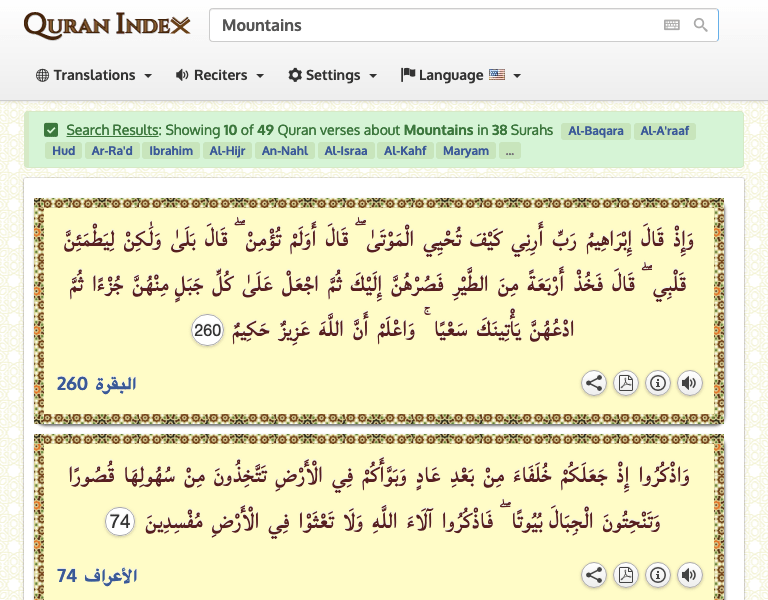 QURAN INDEX
Mountains
Translations
Reciters
Settings
Language
Search Results: Showing 10 of 49 Quran verses about Mountains in 38 Surahs Al-Baqara Al-A'raaf
Hud Ar-Ra'd Ibrahim Al-Hijr An-Nahl Al-Israa Al-Kahf Maryam ...
وَإِذْ قَالَ إِبْرَاهِيمُ رَبِّ أَرِنِي كَيْفَ تُحْيِي الْمَوْتَىٰ ۖ قَالَ أَوَلَمْ تُؤْمِنْ ۖ قَالَ بَلَىٰ وَلَٰكِنْ لِيَطْمَئِنَّ
قَلْبِي ۖ قَالَ فَخُذْ أَرْبَعَةً مِنَ الطَّيْرِ فَصُرْهُنَّ إِلَيْكَ ثُمَّ اجْعَلْ عَلَىٰ كُلِّ جَبَلٍ مِنْهُنَّ جُزْءًا ثُمَّ
ادْعُهُنَّ يَأْتِينَكَ سَعْيًا ۚ وَاعْلَمْ أَنَّ اللَّهَ عَزِيزٌ حَكِيمٌ 260
البقرة 260
وَاذْكُرُوا إِذْ جَعَلَكُمْ خُلَفَاءَ مِنْ بَعْدِ عَادٍ وَبَوَّأَكُمْ فِي الْأَرْضِ تَتَّخِذُونَ مِنْ سُهُولِهَا قُصُورًا
وَتَنْحِتُونَ الْجِبَالَ بُيُوتًا ۖ فَاذْكُرُوا آلَاءَ اللَّهِ وَلَا تَعْثَوْا فِي الْأَرْضِ مُفْسِدِينَ 74
الأعراف 74